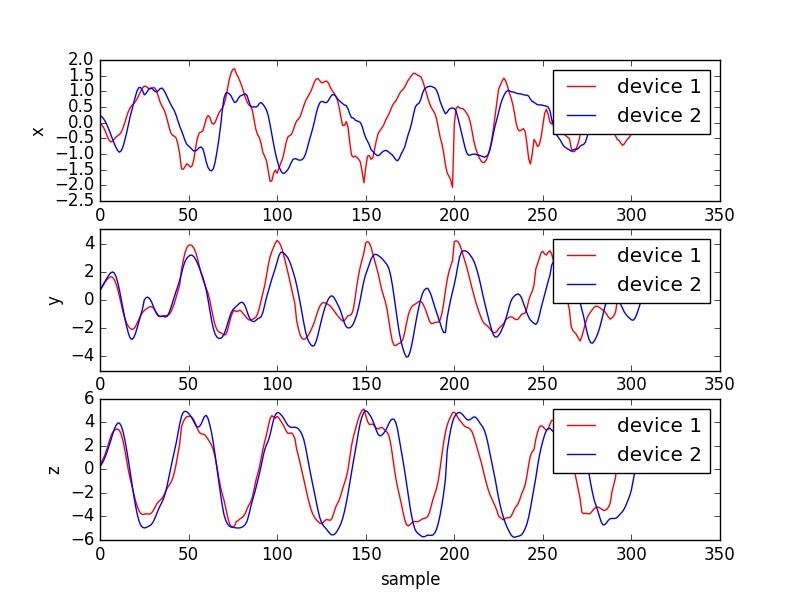 2.0
1.5
1.0
0.5
0.0
−0.5
−1.0
−1.5
−2.0
−2.5
x
device 1
device 2
0 50 100 150 200 250 300 350
4
2
0
−2
−4
y
device 1
device 2
0 50 100 150 200 250 300 350
6
4
2
0
−2
−4
−6
z
device 1
device 2
0 50 100 150 200 250 300 350
sample